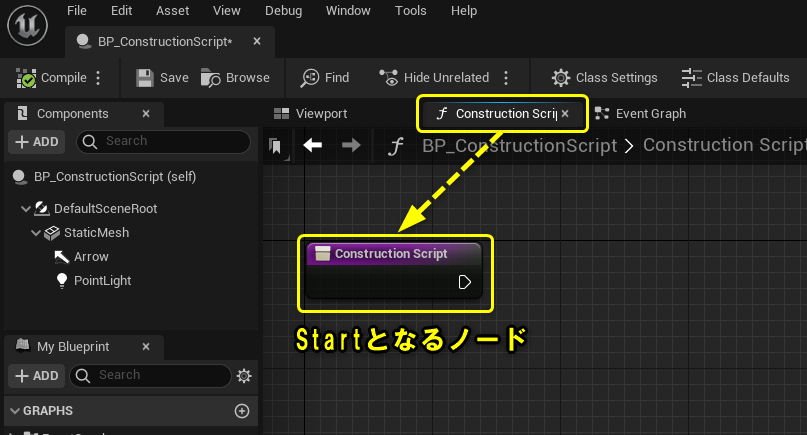 File Edit Asset View Debug Window Tools Help
BP_ConstructionScript*
Compile Save Browse Find Hide Unrelated Class Settings Class Defaults
Components Viewport Construction Scrip Event Graph
ADD Search BP_ConstructionScript Construction Script
BP_ConstructionScript (self)
DefaultSceneRoot
StaticMesh
Arrow
PointLight
Construction Script
Startとなるノード
My Blueprint
ADD Search
GRAPHS